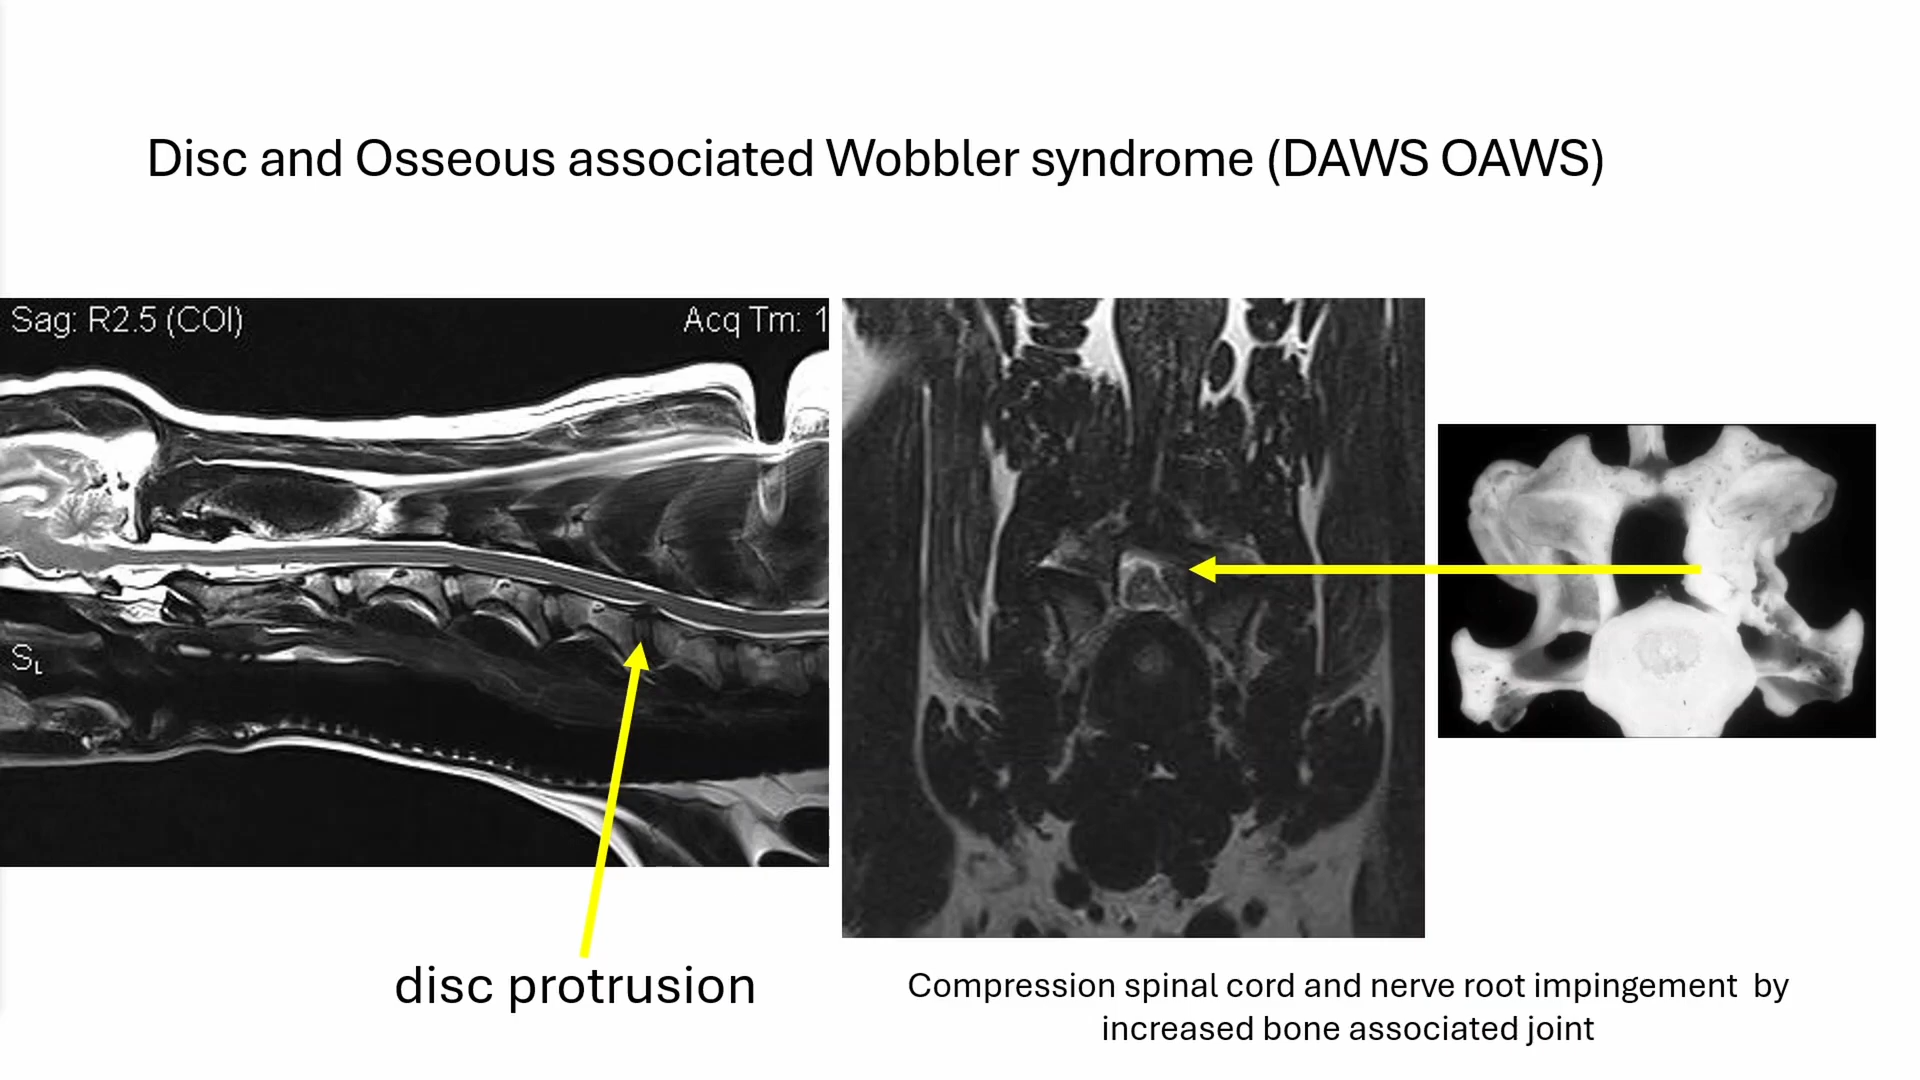 Disc and Osseous associated Wobbler syndrome (DAWS OAWS)
Sag: R2.5 (COI)
Acq Tm: 1
SL
disc protrusion
Compression spinal cord and nerve root impingement by
increased bone associated joint